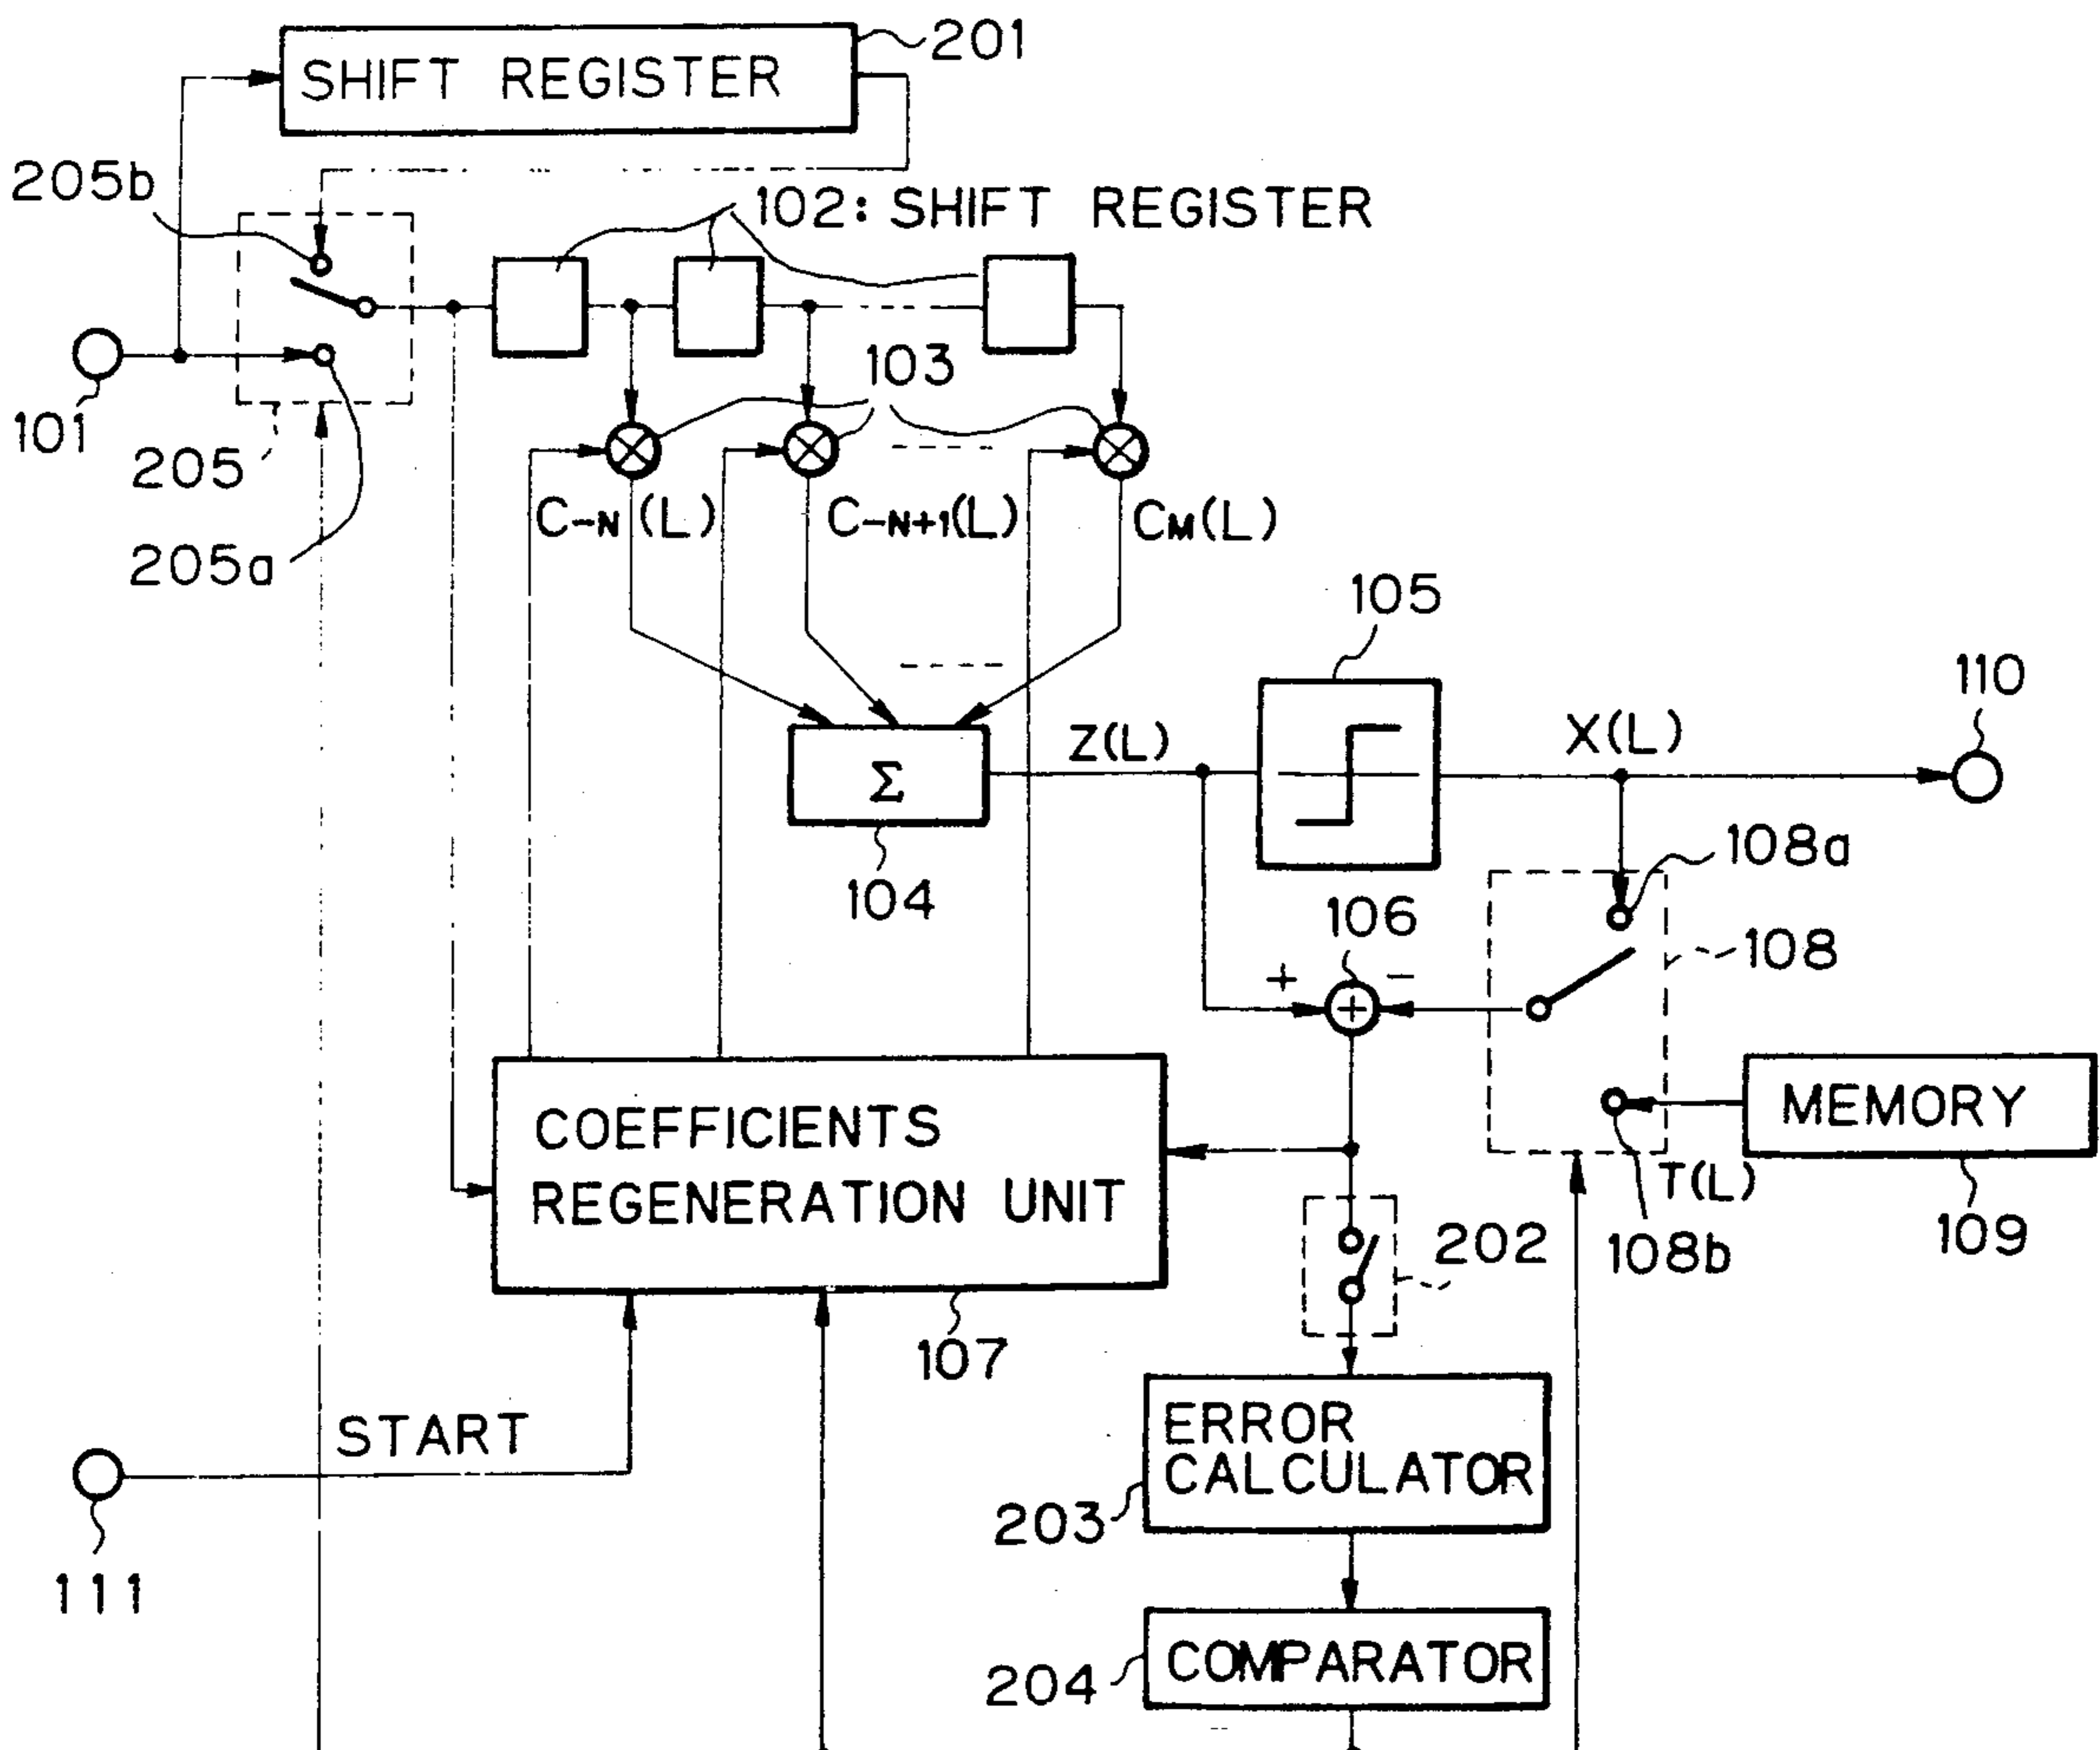 201
SHIFT REGISTER
205b
102: SHIFT REGISTER
103
101
205
C-N (L)
C-N+1(L)
CM(L)
205a
105
110
Z(L)
X(L)
Σ
108a
104
106
108
+
-
+
MEMORY
COEFFICIENTS
REGENERATION UNIT
T(L)
202
108b
109
107
START
ERROR
CALCULATOR
203
111
204
COMPARATOR